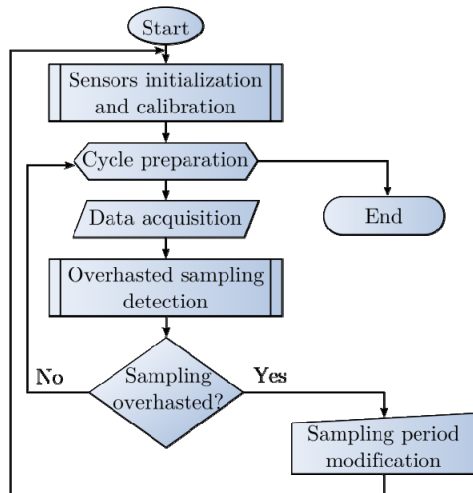 Start
Sensors initialization
and calibration
Cycle preparation
Data acquisition
End
Overhasted sampling
detection
No
Sampling
overhasted?
Yes
Sampling period
modification